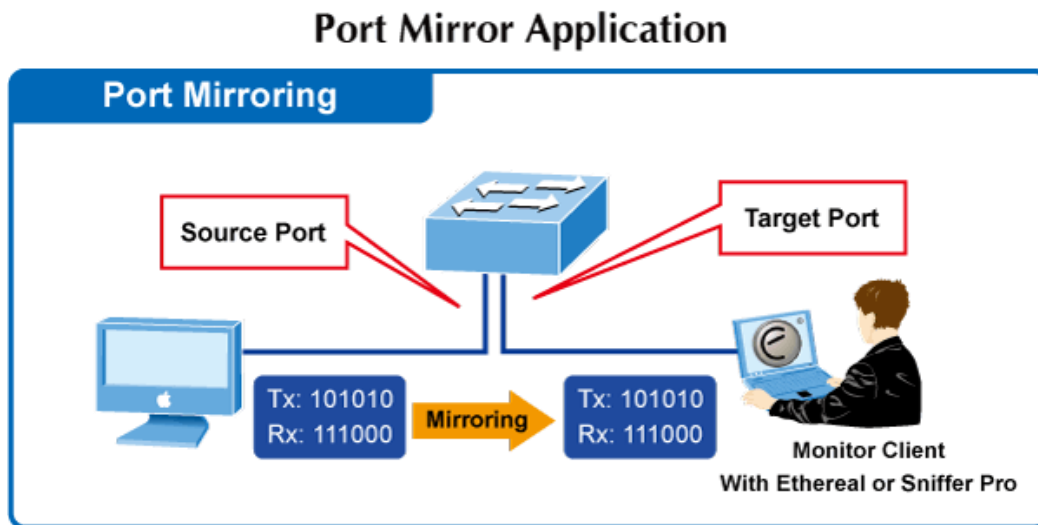 Port Mirror Application
Port Mirroring
Source Port
Target Port
Tx: 101010
Rx: 111000
Mirroring
Tx: 101010
Rx: 111000
Monitor Client
With Ethereal or Sniffer Pro